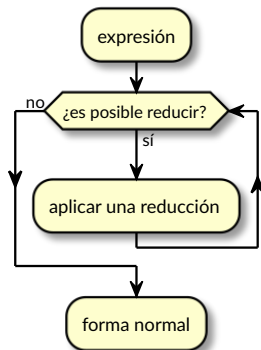 expresión
¿es posible reducir?
no
sí
aplicar una reducción
forma normal